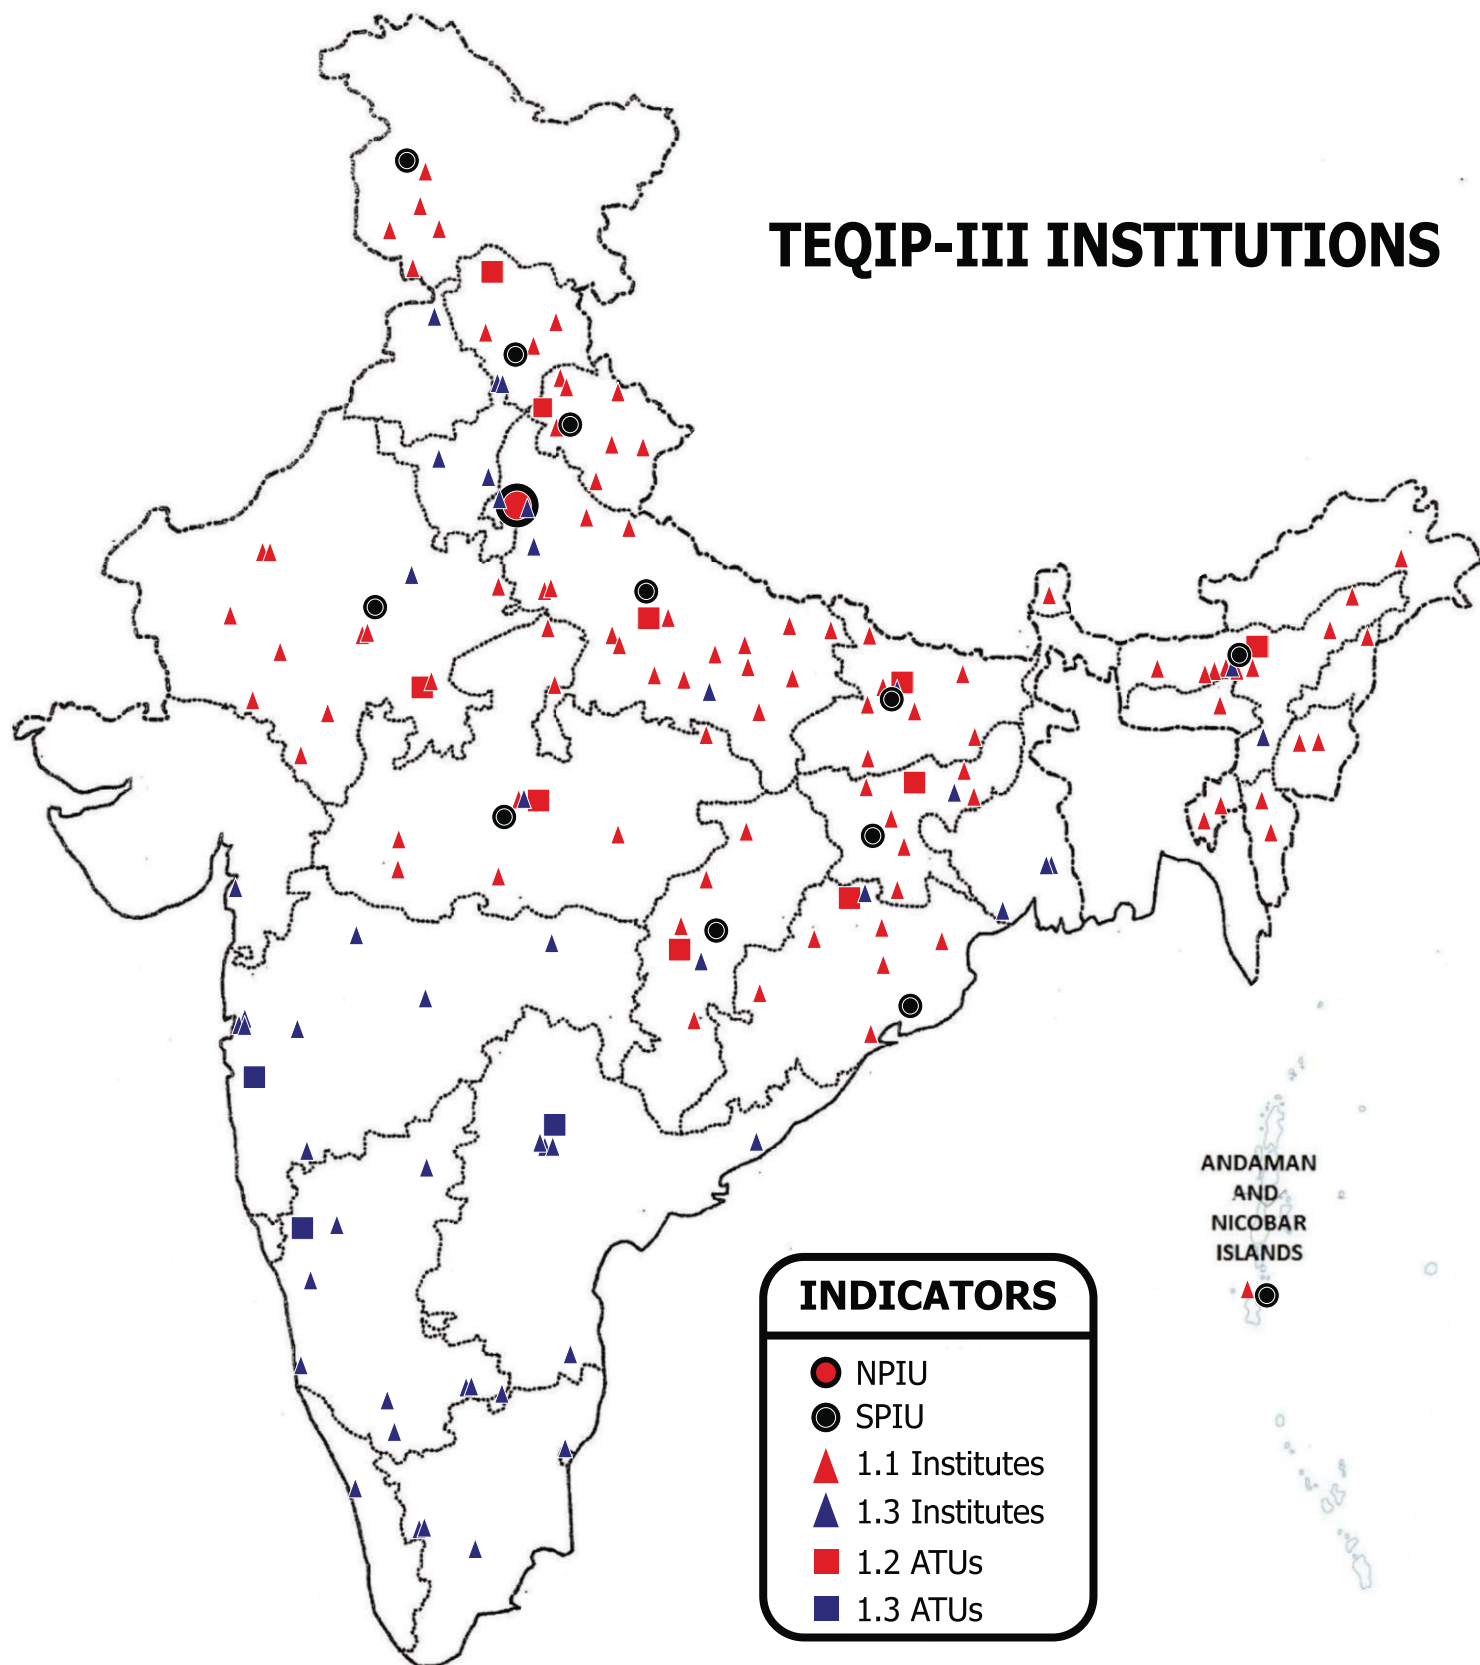 TEQIP-III INSTITUTIONS
ANDAMAN
AND
NICOBAR
ISLANDS
INDICATORS
NPIU
SPIU
1.1 Institutes
1.3 Institutes
1.2 ATUs
1.3 ATUs